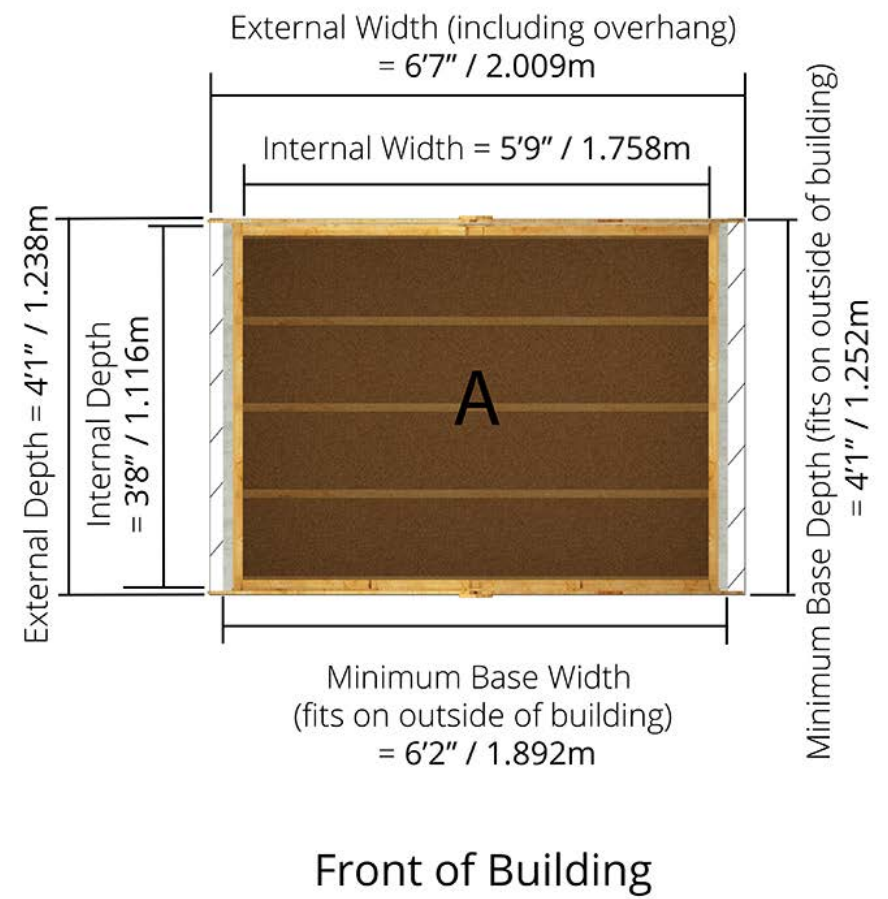 External Width (including overhang)
= 6'7” / 2.009m
Internal Width = 5'9” / 1.758m
External Depth = 4'1” / 1.238m
Internal Depth
= 3'8” / 1.116m
A
Minimum Base Depth (fits on outside of building)
= 4'1” / 1.252m
Minimum Base Width
(fits on outside of building)
= 6'2” / 1.892m
Front of Building